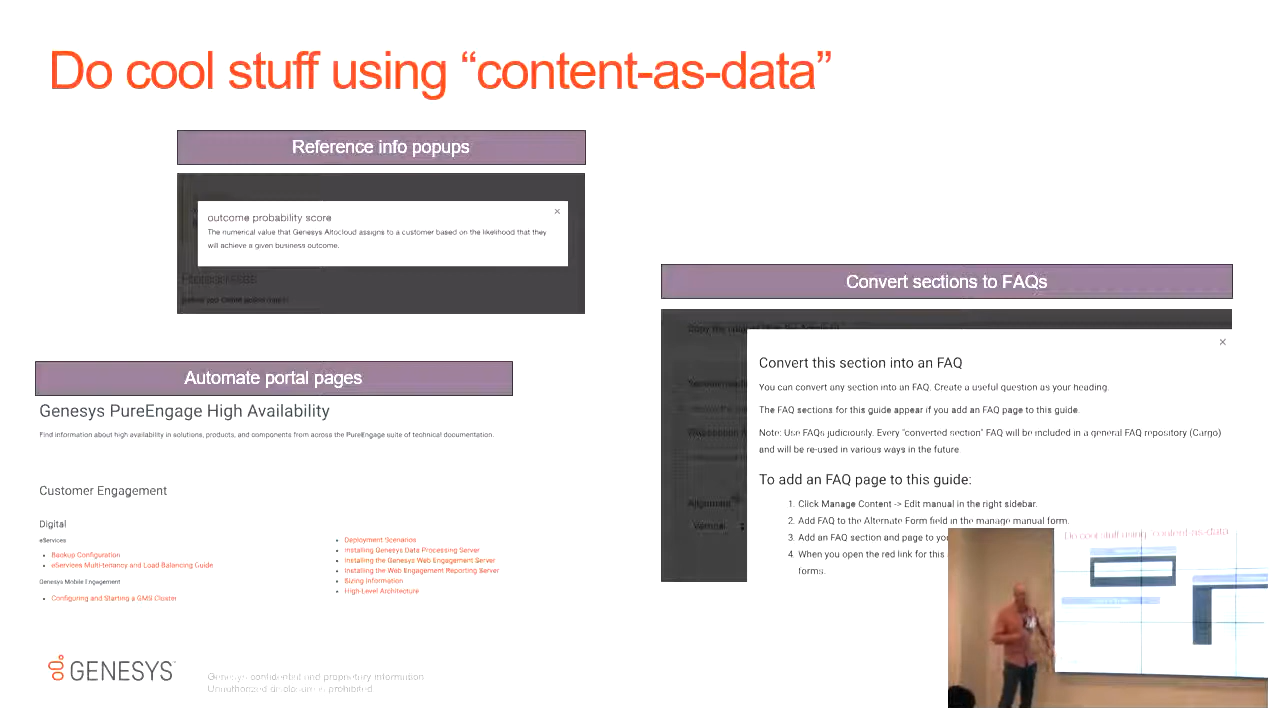 Do cool stuff using “content-as-data”
Reference info popups
outcome probability score
×
The numerical value that Genesys Altocloud assigns to a customer based on the likelihood that they
will achieve a given business outcome.
Automate portal pages
Genesys PureEngage High Availability
Find information about high availability in solutions, products, and components from across the PureEngage suite of technical documentation.
Customer Engagement
Digital
eServices
Backup Configuration
eServices Multi-tenancy and Load Balancing Guide
Genesys Mobile Engagement
Configuring and Starting a GMS Cluster
Deployment Scenarios
Installing Genesys Data Processing Server
Installing the Genesys Web Engagement Server
Installing the Web Engagement Reporting Server
Sizing Information
High-Level Architecture
Convert sections to FAQs
×
Convert this section into an FAQ
You can convert any section into an FAQ. Create a useful question as your heading.
The FAQ sections for this guide appear if you add an FAQ page to this guide.
Note: Use FAQs judiciously. Every "converted section" FAQ will be included in a general FAQ repository (Cargo)
and will be re-used in various ways in the future
To add an FAQ page to this guide:
1. Click Manage Content -> Edit manual in the right sidebar.
2. Add FAQ to the Alternate Form field in the manage manual form.
3. Add an FAQ section and page to
4. When you open the red link for this
forms.
Do cool stuff using "content-as-data
GENESYS
Genesys confidential and proprietary information
Unauthorized disclosure is prohibited.